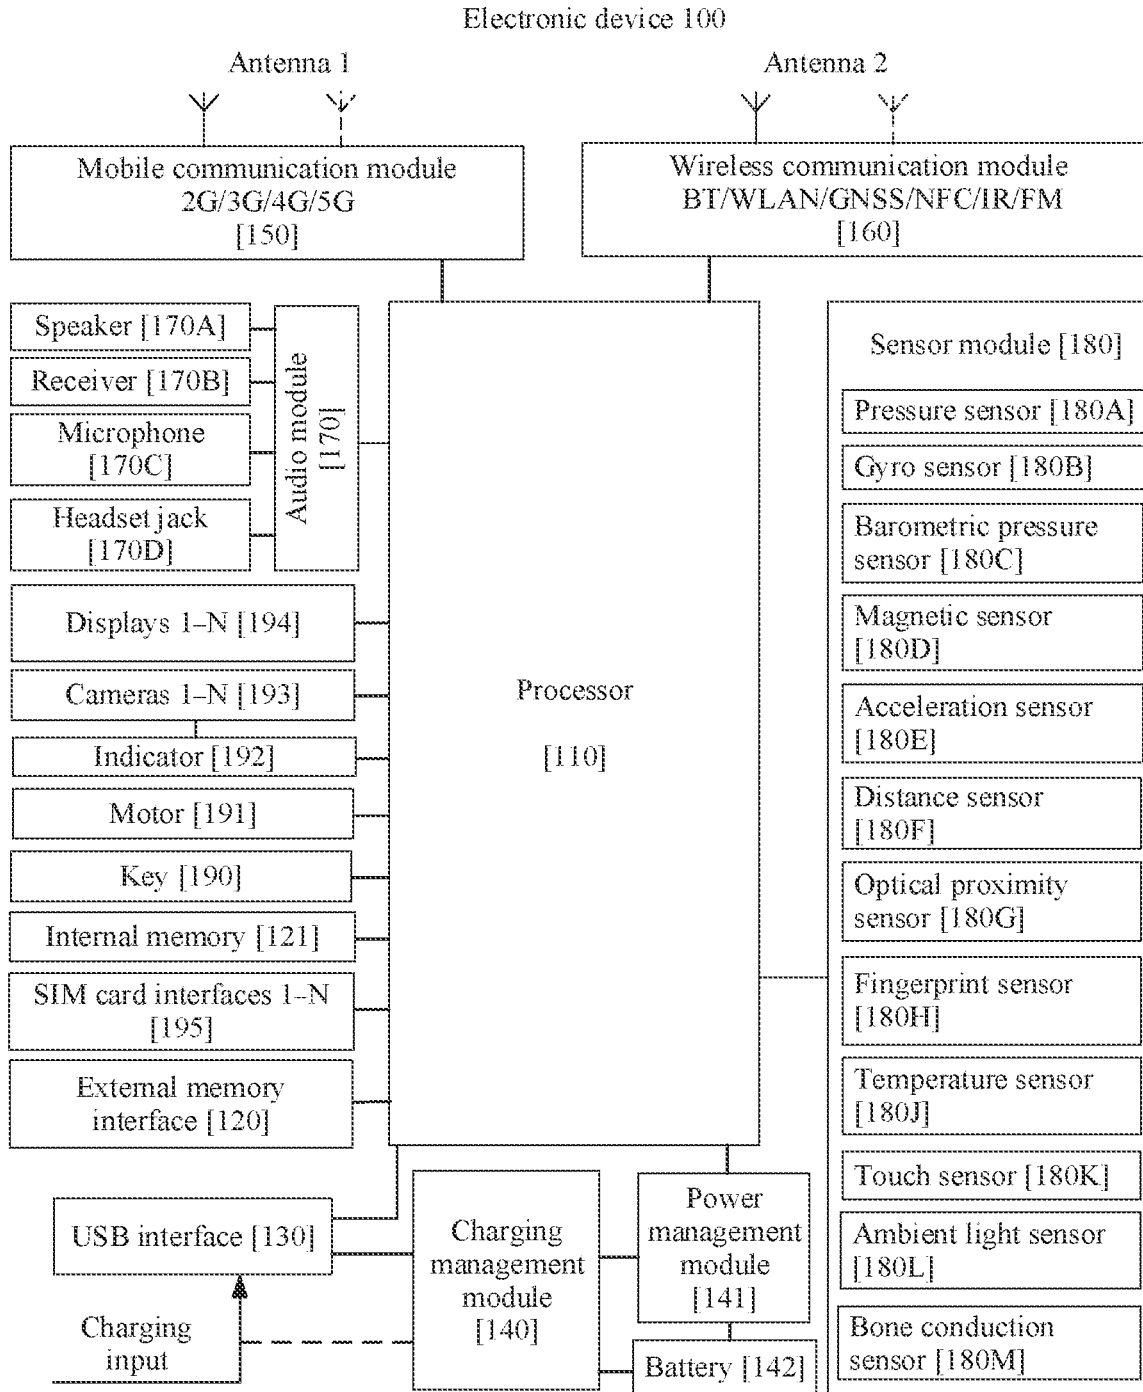 Electronic device 100
Antenna 1
Antenna 2
Mobile communication module
2G/3G/4G/5G
[150]
Wireless communication module
BT/WLAN/GNSS/NFC/IR/FM
[160]
Speaker [170A]
Receiver [170B]
Microphone
[170C]
Headset jack
[170D]
Audio module
[170]
Displays 1–N [194]
Cameras 1–N [193]
Indicator [192]
Motor [191]
Key [190]
Internal memory [121]
SIM card interfaces 1–N
[195]
External memory
interface [120]
Processor
[110]
Sensor module [180]
Pressure sensor [180A]
Gyro sensor [180B]
Barometric pressure
sensor [180C]
Magnetic sensor
[180D]
Acceleration sensor
[180E]
Distance sensor
[180F]
Optical proximity
sensor [180G]
Fingerprint sensor
[180H]
Temperature sensor
[180J]
Touch sensor [180K]
Ambient light sensor
[180L]
Bone conduction
sensor [180M]
USB interface [130]
Charging
input
Charging
management
module
[140]
Power
management
module
[141]
Battery [142]